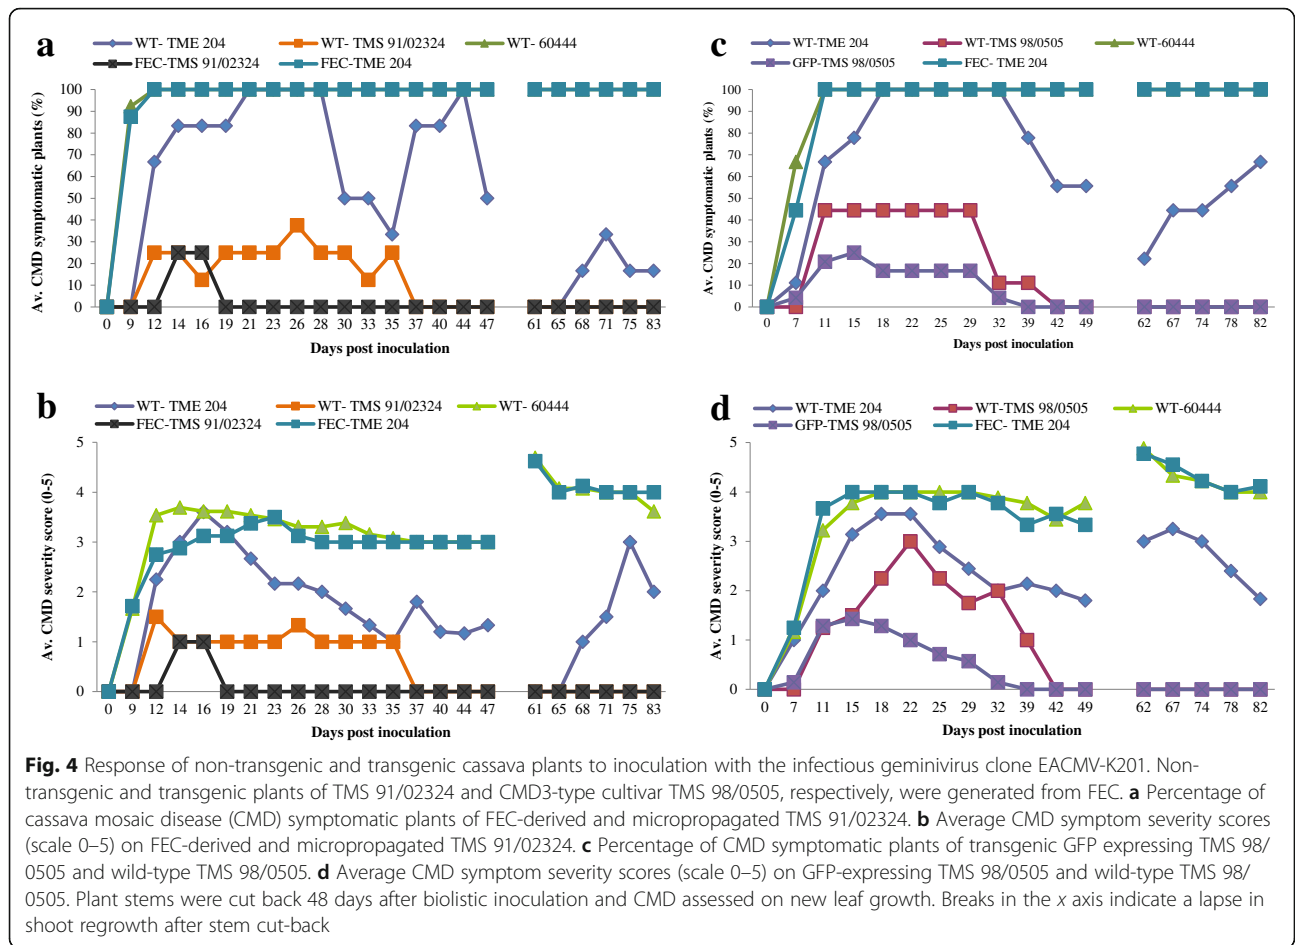 a
WT- TME 204 WT- TMS 91/02324 WT- 60444
FEC-TMS 91/02324 FEC-TME 204
Av. CMD symptomatic plants (%)
100
90
80
70
60
50
40
30
20
10
0
0 9 12 14 16 19 21 23 26 28 30 33 35 37 40 44 47 61 65 68 71 75 83
Days post inoculation
c
WT-TME 204 WT-TMS 98/0505 WT-60444
GFP-TMS 98/0505 FEC- TME 204
Av. CMD symptomatic plants (%)
100
90
80
70
60
50
40
30
20
10
0
0 7 11 15 18 22 25 29 32 39 42 49 62 67 74 78 82
Days post inoculation
b
WT- TME 204 WT- TMS 91/02324 WT- 60444
FEC-TMS 91/02324 FEC-TME 204
Av. CMD severity score (0-5)
5
4
3
2
1
0
0 9 12 14 16 19 21 23 26 28 30 33 35 37 40 44 47 61 65 68 71 75 83
Days post inoculation
d
WT-TME 204 WT-TMS 98/0505 WT-60444
GFP-TMS 98/0505 FEC- TME 204
Av. CMD severity score (0-5)
5
4
3
2
1
0
0 7 11 15 18 22 25 29 32 39 42 49 62 67 74 78 82
Days post inoculation
Fig. 4 Response of non-transgenic and transgenic cassava plants to inoculation with the infectious geminivirus clone EACMV-K201. Non-
transgenic and transgenic plants of TMS 91/02324 and CMD3-type cultivar TMS 98/0505, respectively, were generated from FEC. a Percentage of
cassava mosaic disease (CMD) symptomatic plants of FEC-derived and micropropagated TMS 91/02324. b Average CMD symptom severity scores
(scale 0–5) on FEC-derived and micropropagated TMS 91/02324. c Percentage of CMD symptomatic plants of transgenic GFP expressing TMS 98/
0505 and wild-type TMS 98/0505. d Average CMD symptom severity scores (scale 0–5) on GFP-expressing TMS 98/0505 and wild-type TMS 98/
0505. Plant stems were cut back 48 days after biolistic inoculation and CMD assessed on new leaf growth. Breaks in the x axis indicate a lapse in
shoot regrowth after stem cut-back